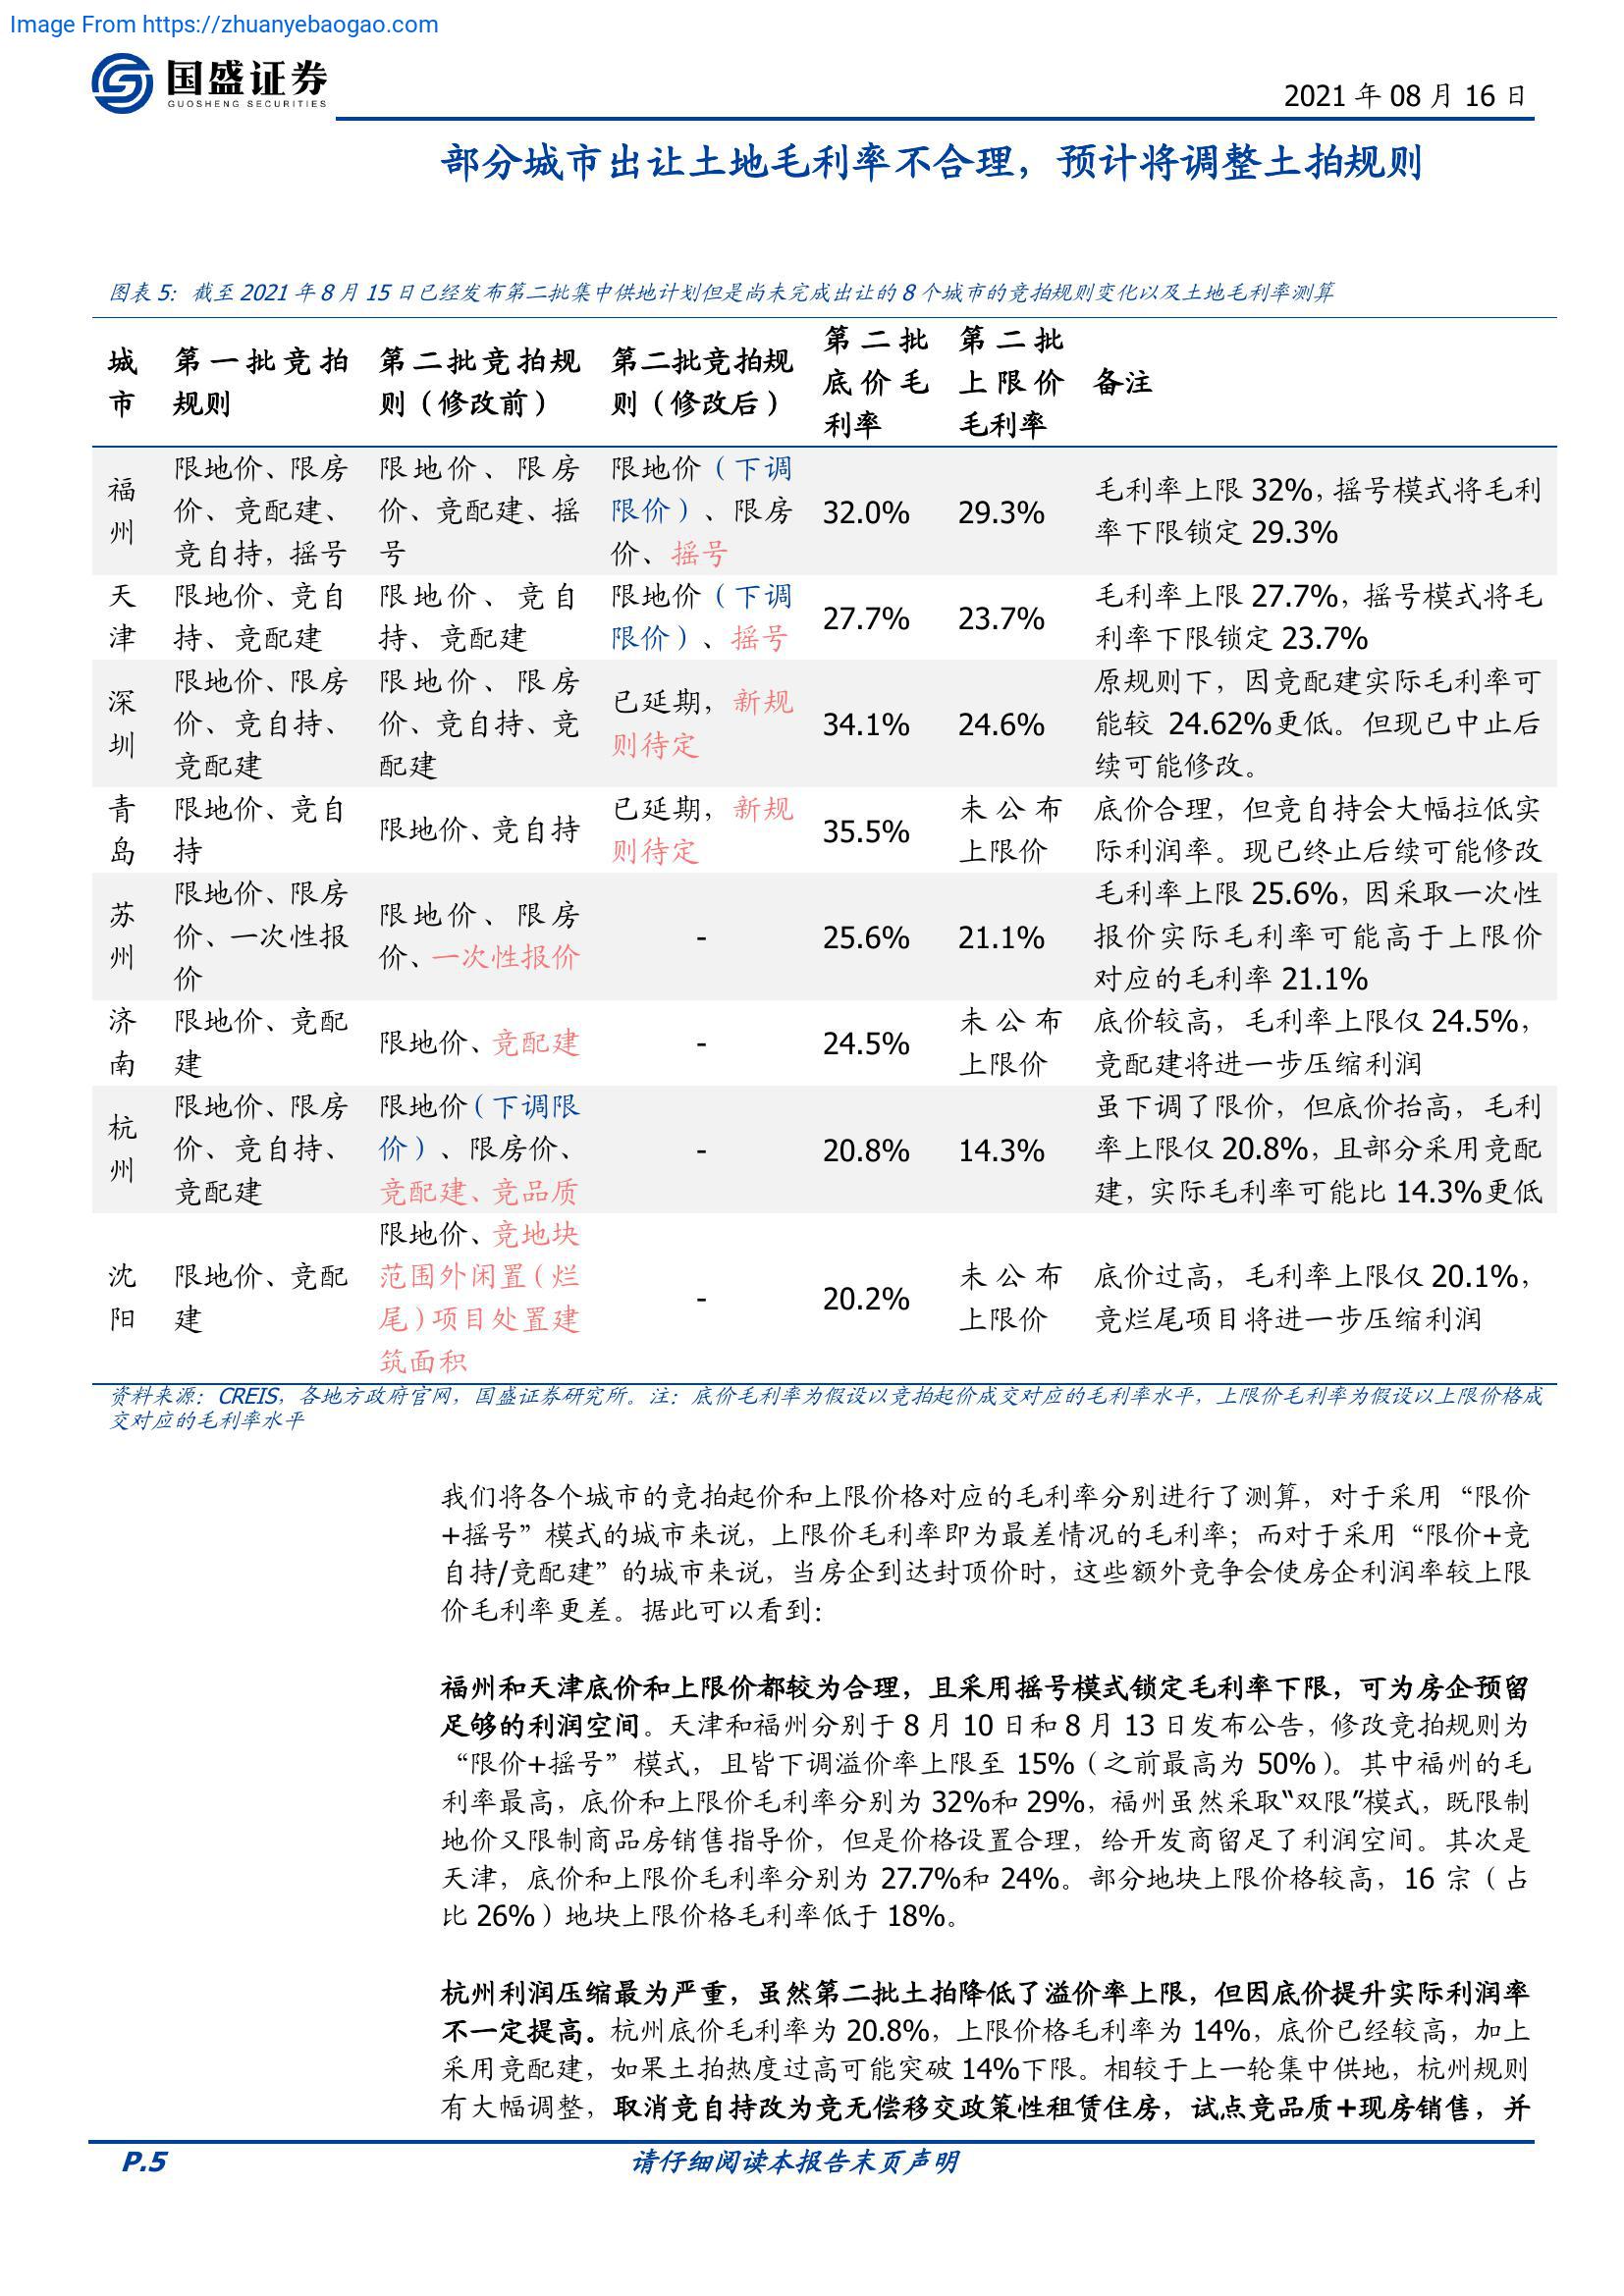 Image From https://zhuanyebaogao.com
国盛证券
GUOSHENG SECURITIES
2021 年 08 月 16 日
部分城市出让土地毛利率不合理，预计将调整土拍规则
图表 5：截至 2021 年 8 月 15 日已经发布第二批集中供地计划但是尚未完成出让的 8 个城市的竞拍规则变化以及土地毛利率测算
城市
第一批竞拍
规则
第二批竞拍规
则（修改前）
第二批竞拍规
则（修改后）
第二批
底价毛
利率
第二批
上限价
毛利率
备注
福州
限地价、限房
价、竞配建、
竞自持，摇号
限地价、限房
价、竞配建、摇
号
限地价（下调
限价）、限房
价、摇号
32.0%
29.3%
毛利率上限 32%，摇号模式将毛利
率下限锁定 29.3%
天津
限地价、竞自
持、竞配建
限地价、竞自
持、竞配建
限地价（下调
限价）、摇号
27.7%
23.7%
毛利率上限 27.7%，摇号模式将毛
利率下限锁定 23.7%
深圳
限地价、限房
价、竞自持、
竞配建
限地价、限房
价、竞自持、竞
配建
已延期，新规
则待定
34.1%
24.6%
原规则下，因竞配建实际毛利率可
能较 24.62%更低。但现已中止后
续可能修改。
青岛
限地价、竞自
持
限地价、竞自持
已延期，新规
则待定
35.5%
未公布
上限价
底价合理，但竞自持会大幅拉低实
际利润率。现已终止后续可能修改
苏州
限地价、限房
价、一次性报
价
限地价、限房
价、一次性报价
-
25.6%
21.1%
毛利率上限 25.6%，因采取一次性
报价实际毛利率可能高于上限价
对应的毛利率 21.1%
济南
限地价、竞配
建
限地价、竞配建
-
24.5%
未公布
上限价
底价较高，毛利率上限仅 24.5%，
竞配建将进一步压缩利润
杭州
限地价、限房
价、竞自持、
竞配建
限地价（下调限
价）、限房价、
竞配建、竞品质
-
20.8%
14.3%
虽下调了限价，但底价抬高，毛利
率上限仅 20.8%，且部分采用竞配
建，实际毛利率可能比 14.3%更低
沈阳
限地价、竞配
建
限地价、竞地块
范围外闲置（烂
尾）项目处置建
筑面积
-
20.2%
未公布
上限价
底价过高，毛利率上限仅 20.1%，
竞烂尾项目将进一步压缩利润
资料来源：CREIS，各地方政府官网，国盛证券研究所。注：底价毛利率为假设以竞拍起价成交对应的毛利率水平，上限价毛利率为假设以上限价格成
交对应的毛利率水平
我们将各个城市的竞拍起价和上限价格对应的毛利率分别进行了测算，对于采用“限价
+摇号”模式的城市来说，上限价毛利率即为最差情况的毛利率；而对于采用“限价+竞
自持/竞配建”的城市来说，当房企到达封顶价时，这些额外竞争会使房企利润率较上限
价毛利率更差。据此可以看到：
福州和天津底价和上限价都较为合理，且采用摇号模式锁定毛利率下限，可为房企预留
足够的利润空间。天津和福州分别于 8 月 10 日和 8 月 13 日发布公告，修改竞拍规则为
“限价+摇号”模式，且皆下调溢价率上限至 15%（之前最高为 50%）。其中福州的毛
利率最高，底价和上限价毛利率分别为 32%和 29%，福州虽然采取“双限”模式，既限制
地价又限制商品房销售指导价，但是价格设置合理，给开发商留足了利润空间。其次是
天津，底价和上限价毛利率分别为 27.7%和 24%。部分地块上限价格较高，16 宗（占
比 26%）地块上限价格毛利率低于 18%。
杭州利润压缩最为严重，虽然第二批土拍降低了溢价率上限，但因底价提升实际利润率
不一定提高。杭州底价毛利率为 20.8%，上限价格毛利率为 14%，底价已经较高，加上
采用竞配建，如果土拍热度过高可能突破 14%下限。相较于上一轮集中供地，杭州规则
有大幅调整，取消竞自持改为竞无偿移交政策性租赁住房，试点竞品质+现房销售，并
P.5
请仔细阅读本报告末页声明